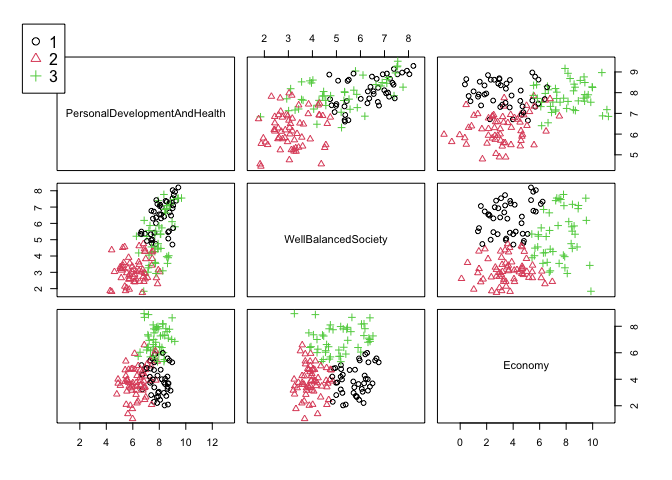 1
2
3
2 3 4 5 6 7 8
PersonalDevelopmentAndHealth
5 6 7 8 9
2 3 4 5 6 7 8
WellBalancedSociety
Economy
2 4 6 8
2 4 6 8 10 12
0 2 4 6 8 10